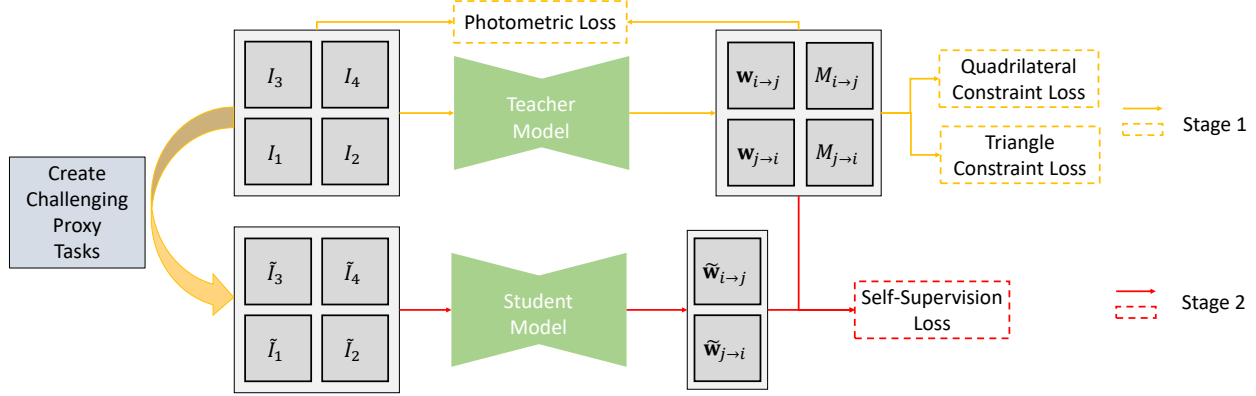 Photometric Loss
I₃ I₄
I₁ I₂
Teacher
Model
𝐰ᵢ→ⱼ Mᵢ→ⱼ
𝐰ⱼ→ᵢ Mⱼ→ᵢ
Quadrilateral
Constraint Loss
Triangle
Constraint Loss
Stage 1
Create
Challenging
Proxy
Tasks
Ĩ₃ Ĩ₄
Ĩ₁ Ĩ₂
Student
Model
𝐰̃ᵢ→ⱼ
𝐰̃ⱼ→ᵢ
Self-Supervision
Loss
Stage 2